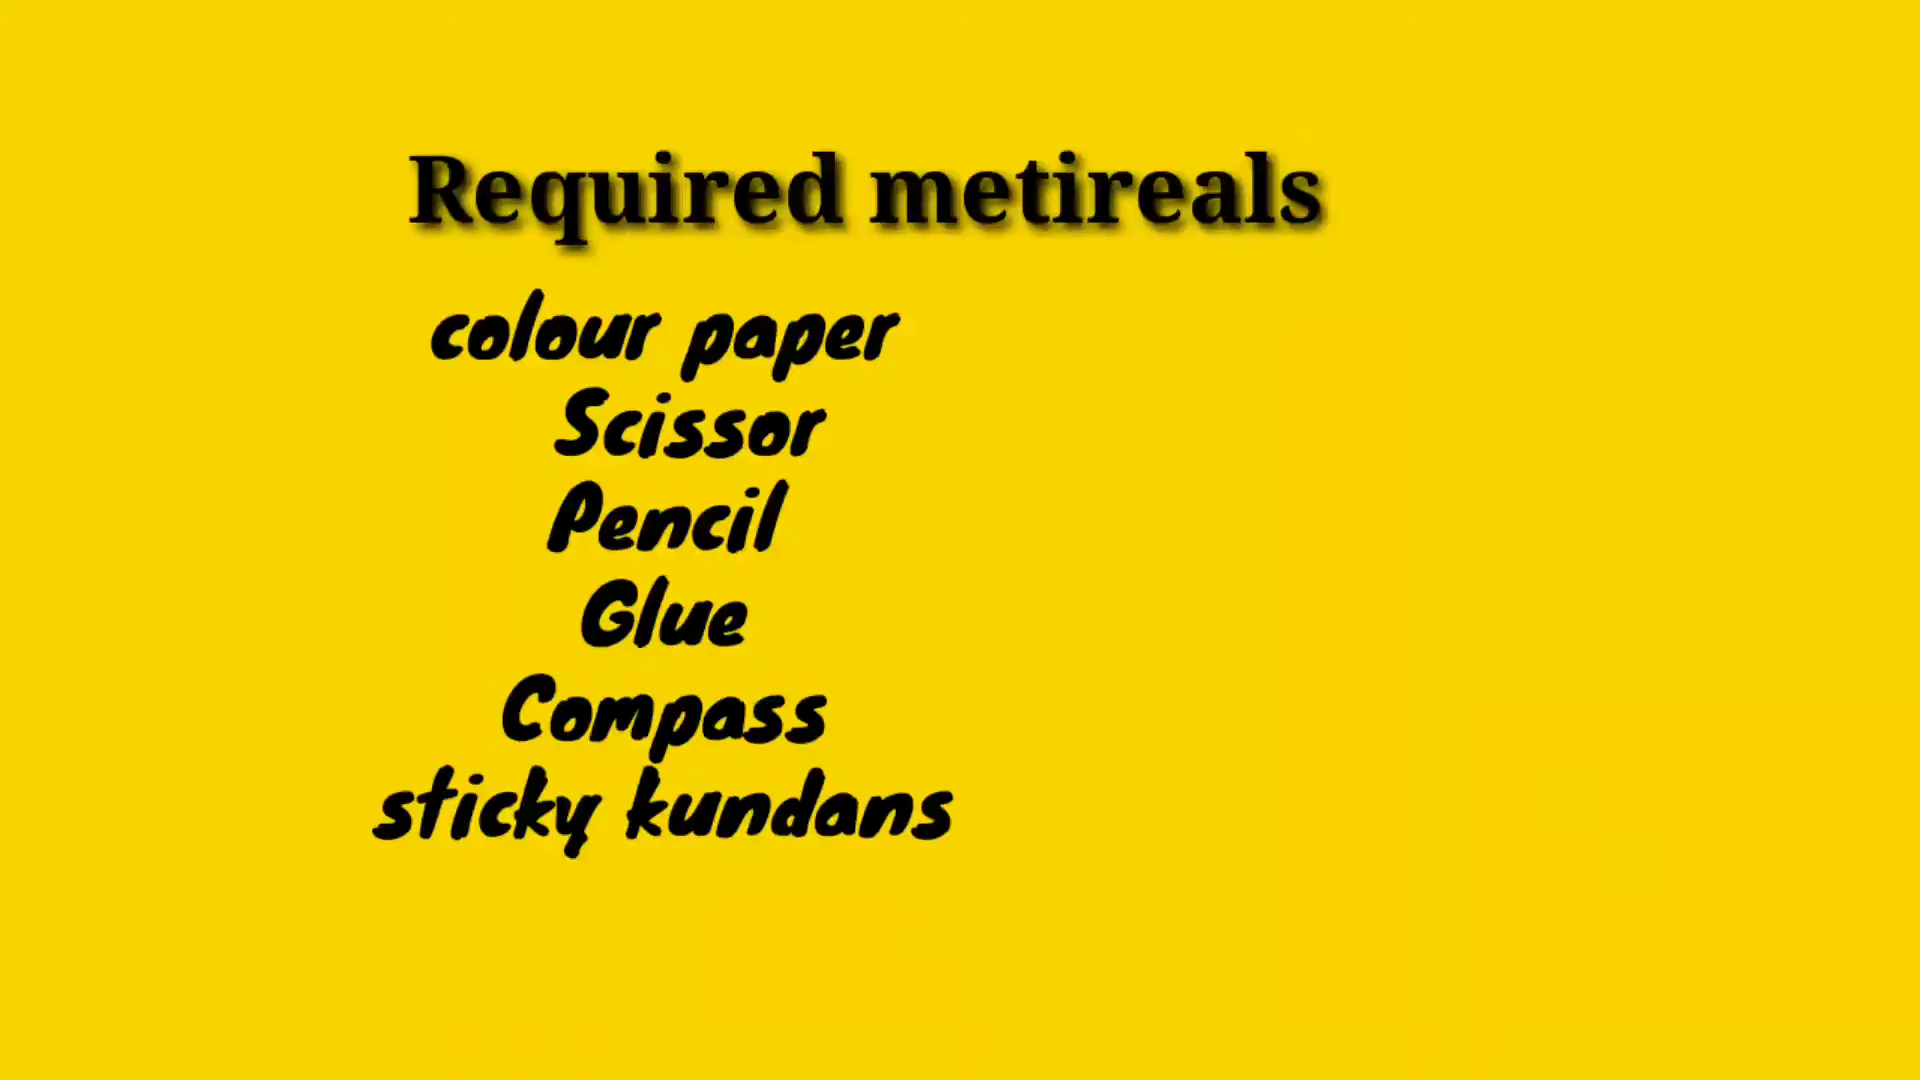 Required metireals
colour paper
Scissor
Pencil
Glue
Compass
sticky kundans